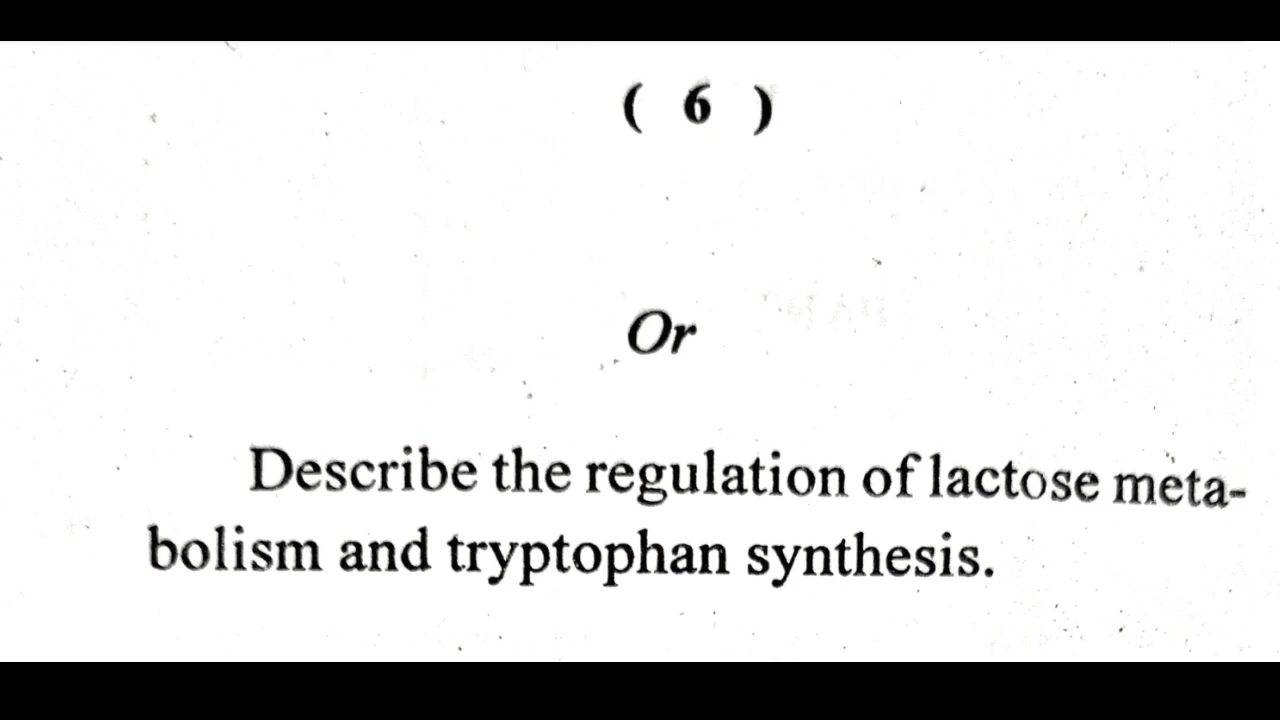 ( 6 )
Or
Describe the regulation of lactose meta-
bolism and tryptophan synthesis.